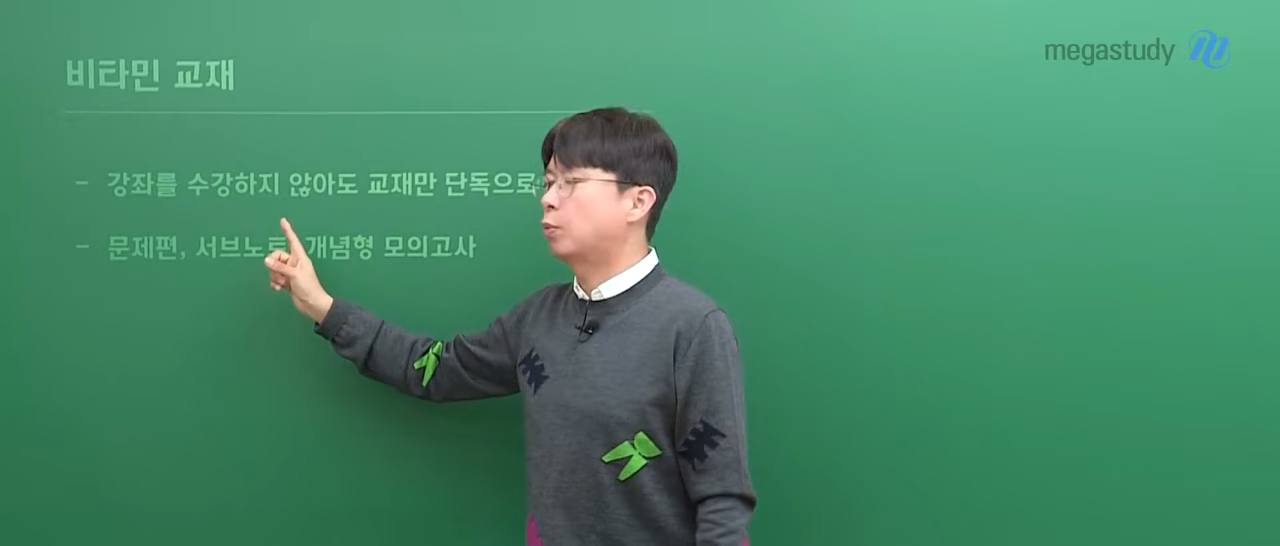 megastudy
비타민 교재
- 강좌를 수강하지 않아도 교재만 단독으로
- 문제편, 서브노트 개념형 모의고사